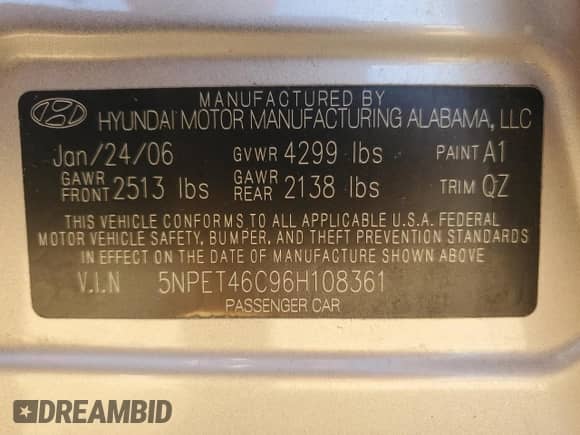 MANUFACTURED BY
HYUNDAI MOTOR MANUFACTURING ALABAMA, LLC
Jan/24/06 GVWR 4299 lbs PAINT A1
GAWR FRONT 2513 lbs GAWR REAR 2138 lbs TRIM QZ
THIS VEHICLE CONFORMS TO ALL APPLICABLE U.S.A. FEDERAL
MOTOR VEHICLE SAFETY, BUMPER, AND THEFT PREVENTION STANDARDS
IN EFFECT ON THE DATE OF MANUFACTURE SHOWN ABOVE
V.I.N 5NPET46C96H108361
PASSENGER CAR
DREAMBID